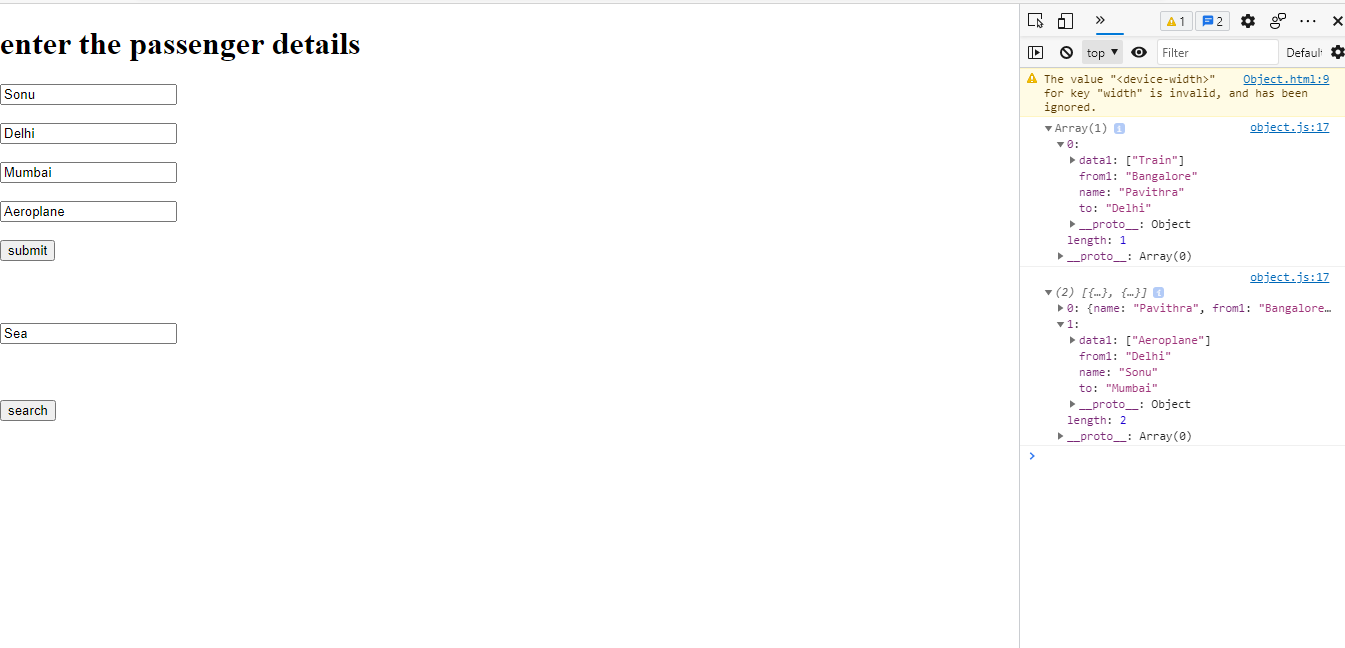 enter the passenger details
Sonu
Delhi
Mumbai
Aeroplane
submit
Sea
search
1 2
top ▼ Filter Defaul
The value "<device-width>" Object.html:9
for key "width" is invalid, and has been
ignored.
▼Array(1) i object.js:17
▼0:
▶data1: ["Train"]
from1: "Bangalore"
name: "Pavithra"
to: "Delhi"
▶__proto__: Object
length: 1
▶__proto__: Array(0)
object.js:17
▼(2) [{…}, {…}] i
▶0: {name: "Pavithra", from1: "Bangalore…
▼1:
▶data1: ["Aeroplane"]
from1: "Delhi"
name: "Sonu"
to: "Mumbai"
▶__proto__: Object
length: 2
▶__proto__: Array(0)